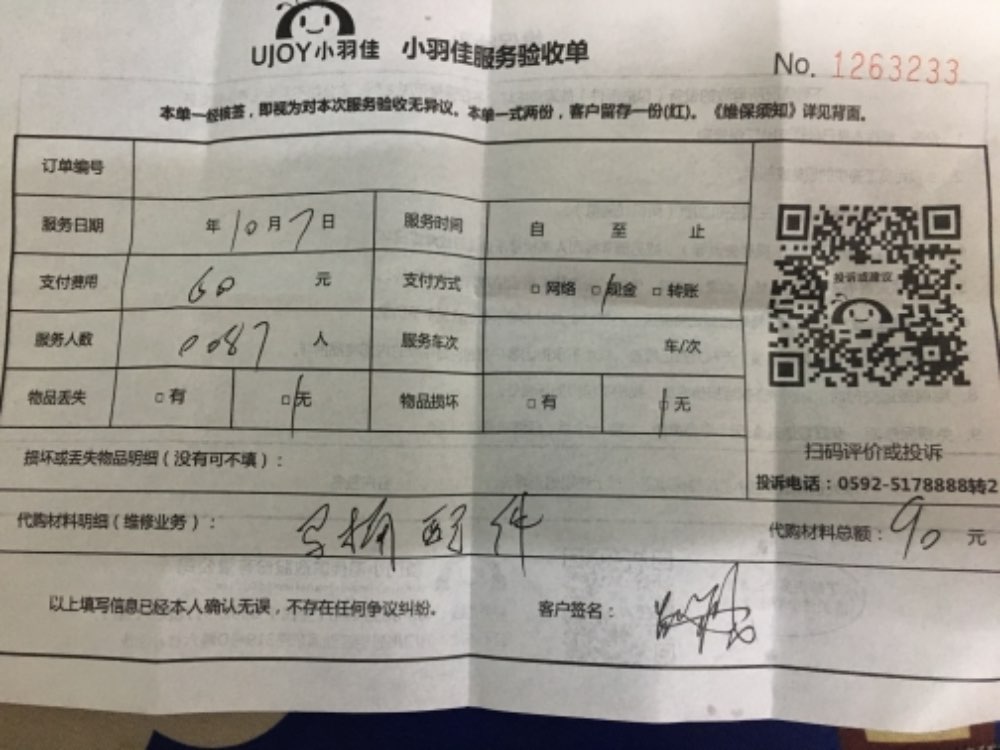 UJOY小羽佳 小羽佳服务验收单
No. 1263233
本单一经核签，即视为对本次服务验收无异议。本单一式两份，客户留存一份(红)。《维保须知》详见背面。
订单编号
服务日期 年10月7日 服务时间 自 至 止
支付费用 60 元 支付方式 □网络 □现金 □转账
投诉或建议
服务人数 0087 人 服务车次 车/次
物品丢失 □有 □无 物品损坏 □有 □无
扫码评价或投诉
损坏或丢失物品明细（没有可不填）：
投诉电话：0592-5178888转2
代购材料明细（维修业务）： 马桶配件 代购材料总额：90 元
以上填写信息已经本人确认无误，不存在任何争议纠纷。 客户签名：